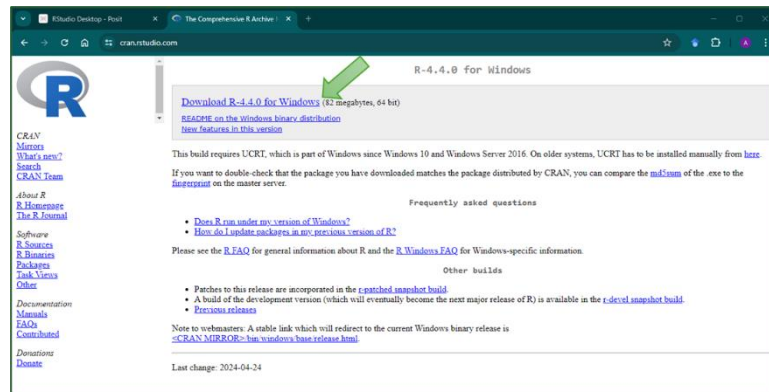 RStudio Desktop - Posit
The Comprehensive R Archive
cran.rstudio.com
A
R
CRAN
Mirrors
What's new?
Search
CRAN Team
About R
R Homepage
The R Journal
Software
R Sources
R Binaries
Packages
Task Views
Other
Documentation
Manuals
FAQs
Contributed
Donations
Donate
R-4.4.0 for Windows
Download R-4.4.0 for Windows (82 megabytes, 64 bit)
README on the Windows binary distribution
New features in this version
This build requires UCRT, which is part of Windows since Windows 10 and Windows Server 2016. On older systems, UCRT has to be installed manually from here.
If you want to double-check that the package you have downloaded matches the package distributed by CRAN, you can compare the md5sum of the .exe to the
fingerprint on the master server.
Frequently asked questions
• Does R run under my version of Windows?
• How do I update packages in my previous version of R?
Please see the R FAQ for general information about R and the R Windows FAQ for Windows-specific information.
Other builds
• Patches to this release are incorporated in the r-patched snapshot build.
• A build of the development version (which will eventually become the next major release of R) is available in the r-devel snapshot build.
• Previous releases
Note to webmasters: A stable link which will redirect to the current Windows binary release is
<CRAN MIRROR>/bin/windows/base/release.html.
Last change: 2024-04-24